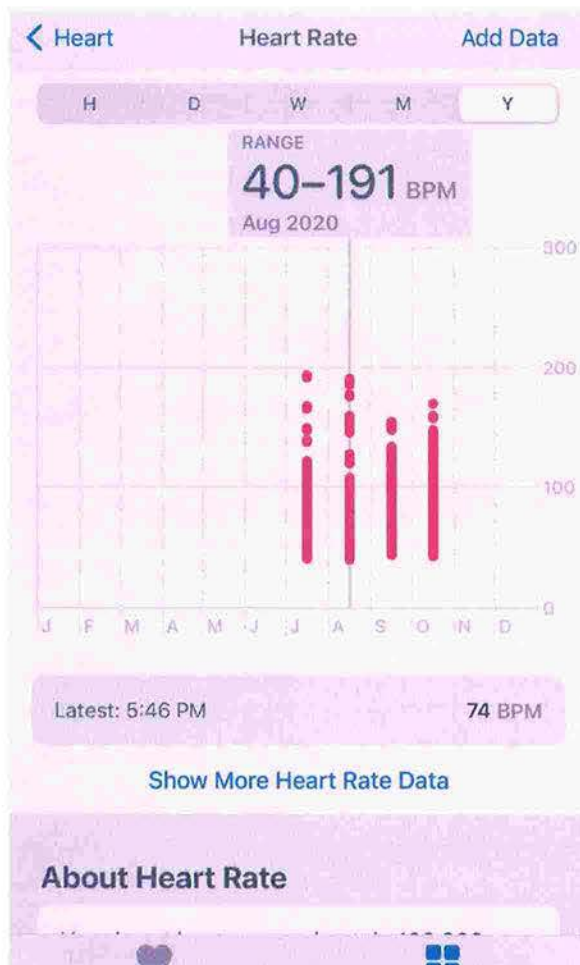 Heart Heart Rate Add Data
H D W M Y
RANGE
40–191 BPM
Aug 2020
300
200
100
0
J F M A M J J A S O N D
Latest: 5:46 PM 74 BPM
Show More Heart Rate Data
About Heart Rate